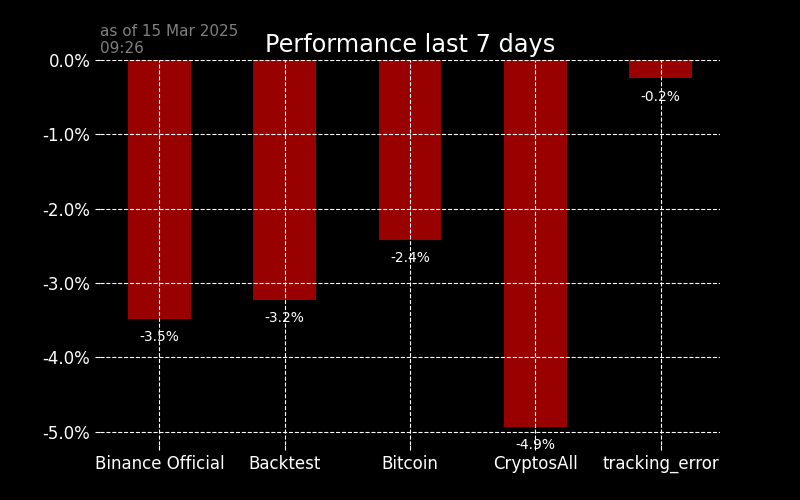 as of 15 Mar 2025
09:26
Performance last 7 days
0.0%
-1.0%
-2.0%
-3.0%
-4.0%
-5.0%
-3.5%
-3.2%
-2.4%
-4.9%
-0.2%
Binance Official
Backtest
Bitcoin
CryptosAll
tracking_error